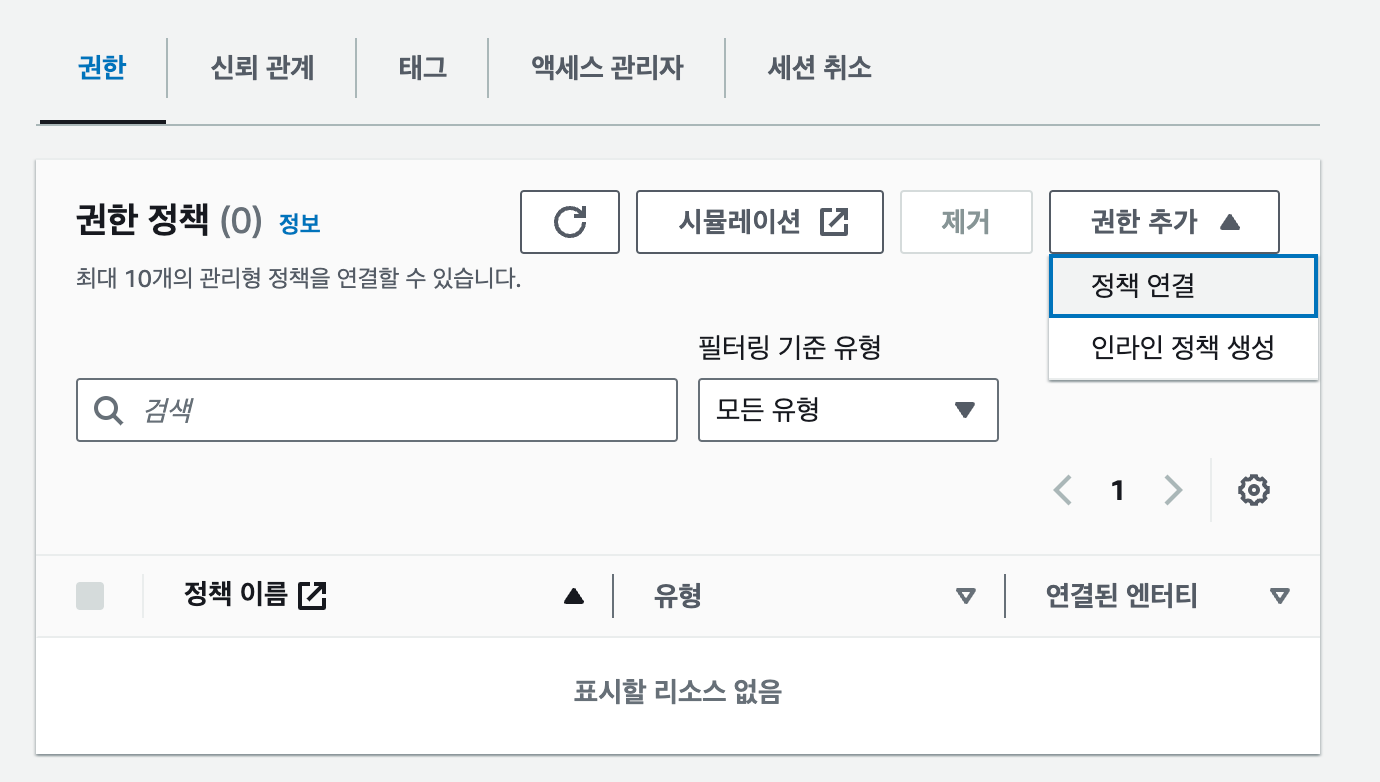 권한 신뢰 관계 태그 액세스 관리자 세션 취소
권한 정책 (0) 정보 시뮬레이션 제거 권한 추가
최대 10개의 관리형 정책을 연결할 수 있습니다.
정책 연결
인라인 정책 생성
필터링 기준 유형
검색 모든 유형
1
정책 이름 유형 연결된 엔터티
표시할 리소스 없음